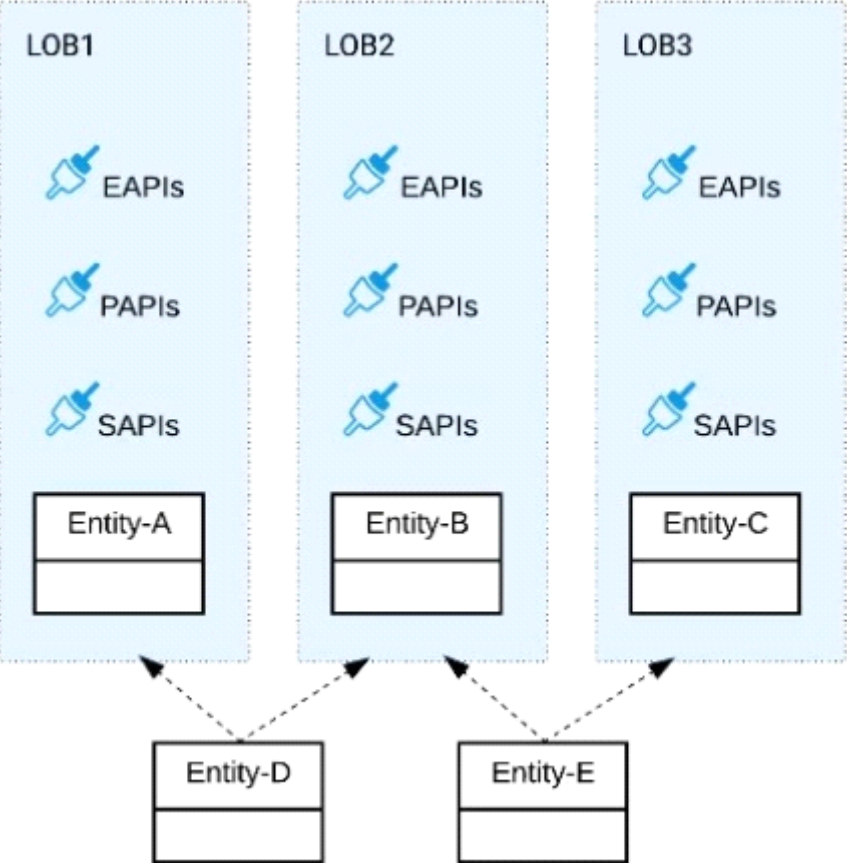 LOB1
EAPIs
PAPIs
SAPIs
Entity-A
LOB2
EAPIs
PAPIs
SAPIs
Entity-B
LOB3
EAPIs
PAPIs
SAPIs
Entity-C
Entity-D
Entity-E